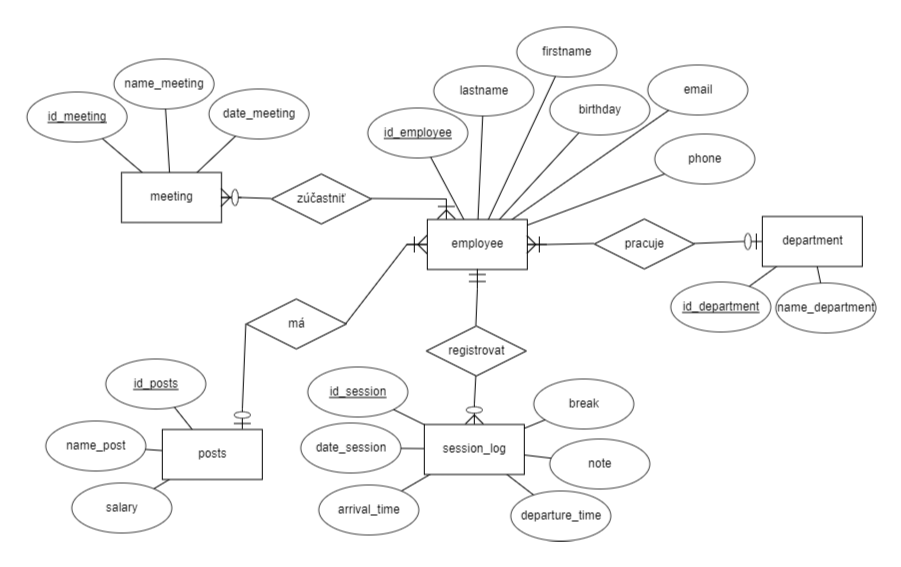 firstname
name_meeting
lastname
email
id_meeting
date_meeting
birthday
id_employee
phone
meeting
zúčastniť
employee
pracuje
department
id_department
name_department
má
registrovat
id_posts
id_session
break
name_post
posts
date_session
session_log
note
salary
arrival_time
departure_time